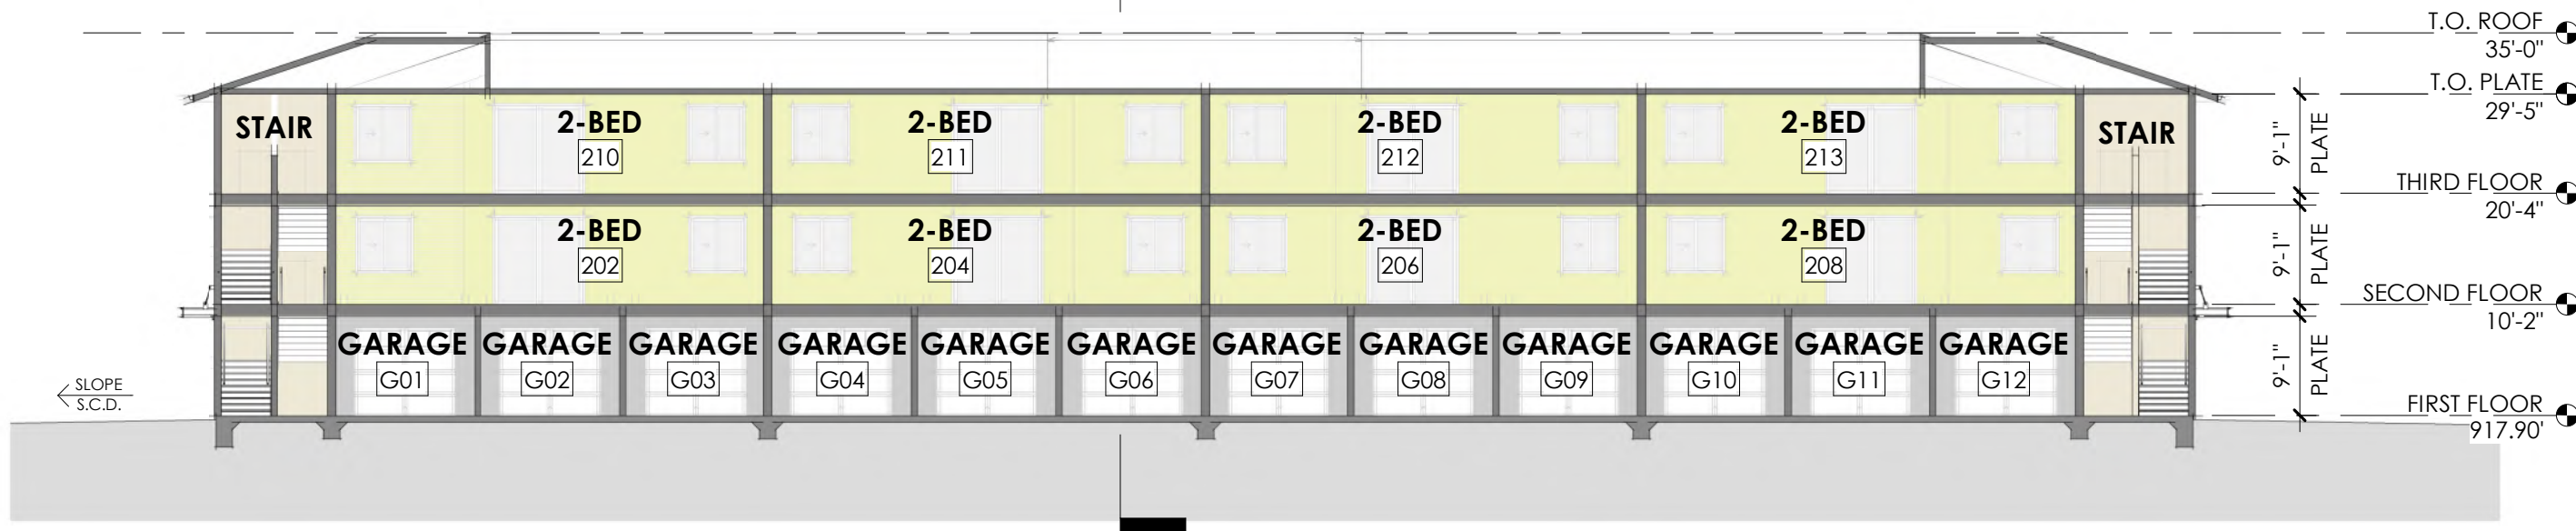 T.O. ROOF
35'-0"
T.O. PLATE
29'-5"
STAIR
2-BED
210
2-BED
211
2-BED
212
2-BED
213
STAIR
9'-1"
PLATE
THIRD FLOOR
20'-4"
2-BED
202
2-BED
204
2-BED
206
2-BED
208
9'-1"
PLATE
SECOND FLOOR
10'-2"
GARAGE
G01
GARAGE
G02
GARAGE
G03
GARAGE
G04
GARAGE
G05
GARAGE
G06
GARAGE
G07
GARAGE
G08
GARAGE
G09
GARAGE
G10
GARAGE
G11
GARAGE
G12
9'-1"
PLATE
SLOPE
S.C.D.
FIRST FLOOR
917.90'